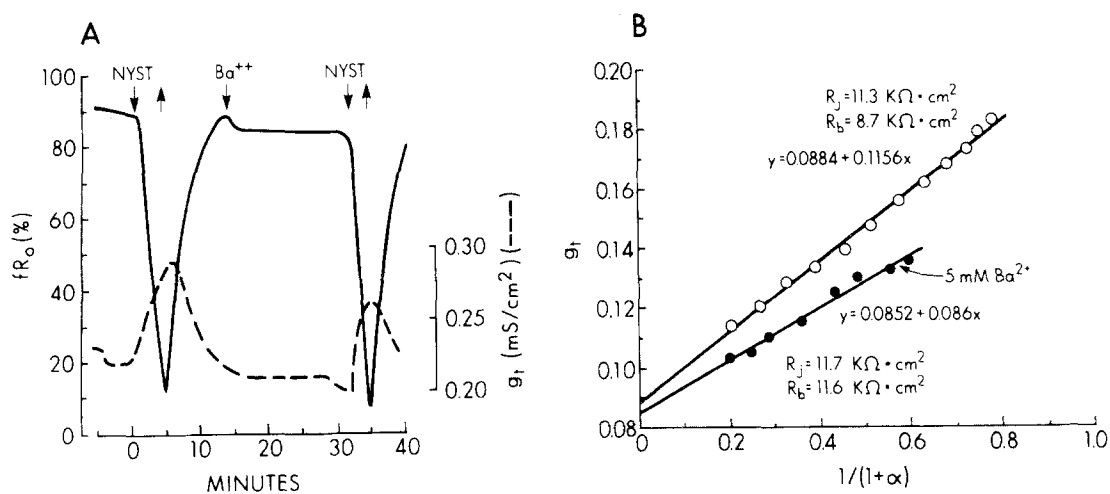 A
NYST
Ba++
NYST
100
80
60
40
20
0
fRo (%)
0.30
0.25
0.20
gt (mS/cm2) (---)
0
10
20
30
40
MINUTES
B
0.20
0.18
0.16
0.14
0.12
0.10
0.08
gt
Rj=11.3 KΩ·cm2
Rb=8.7 KΩ·cm2
y=0.0884+0.1156x
5 mM Ba2+
y=0.0852+0.086x
Rj=11.7 KΩ·cm2
Rb=11.6 KΩ·cm2
0
0.2
0.4
0.6
0.8
1.0
1/(1+α)